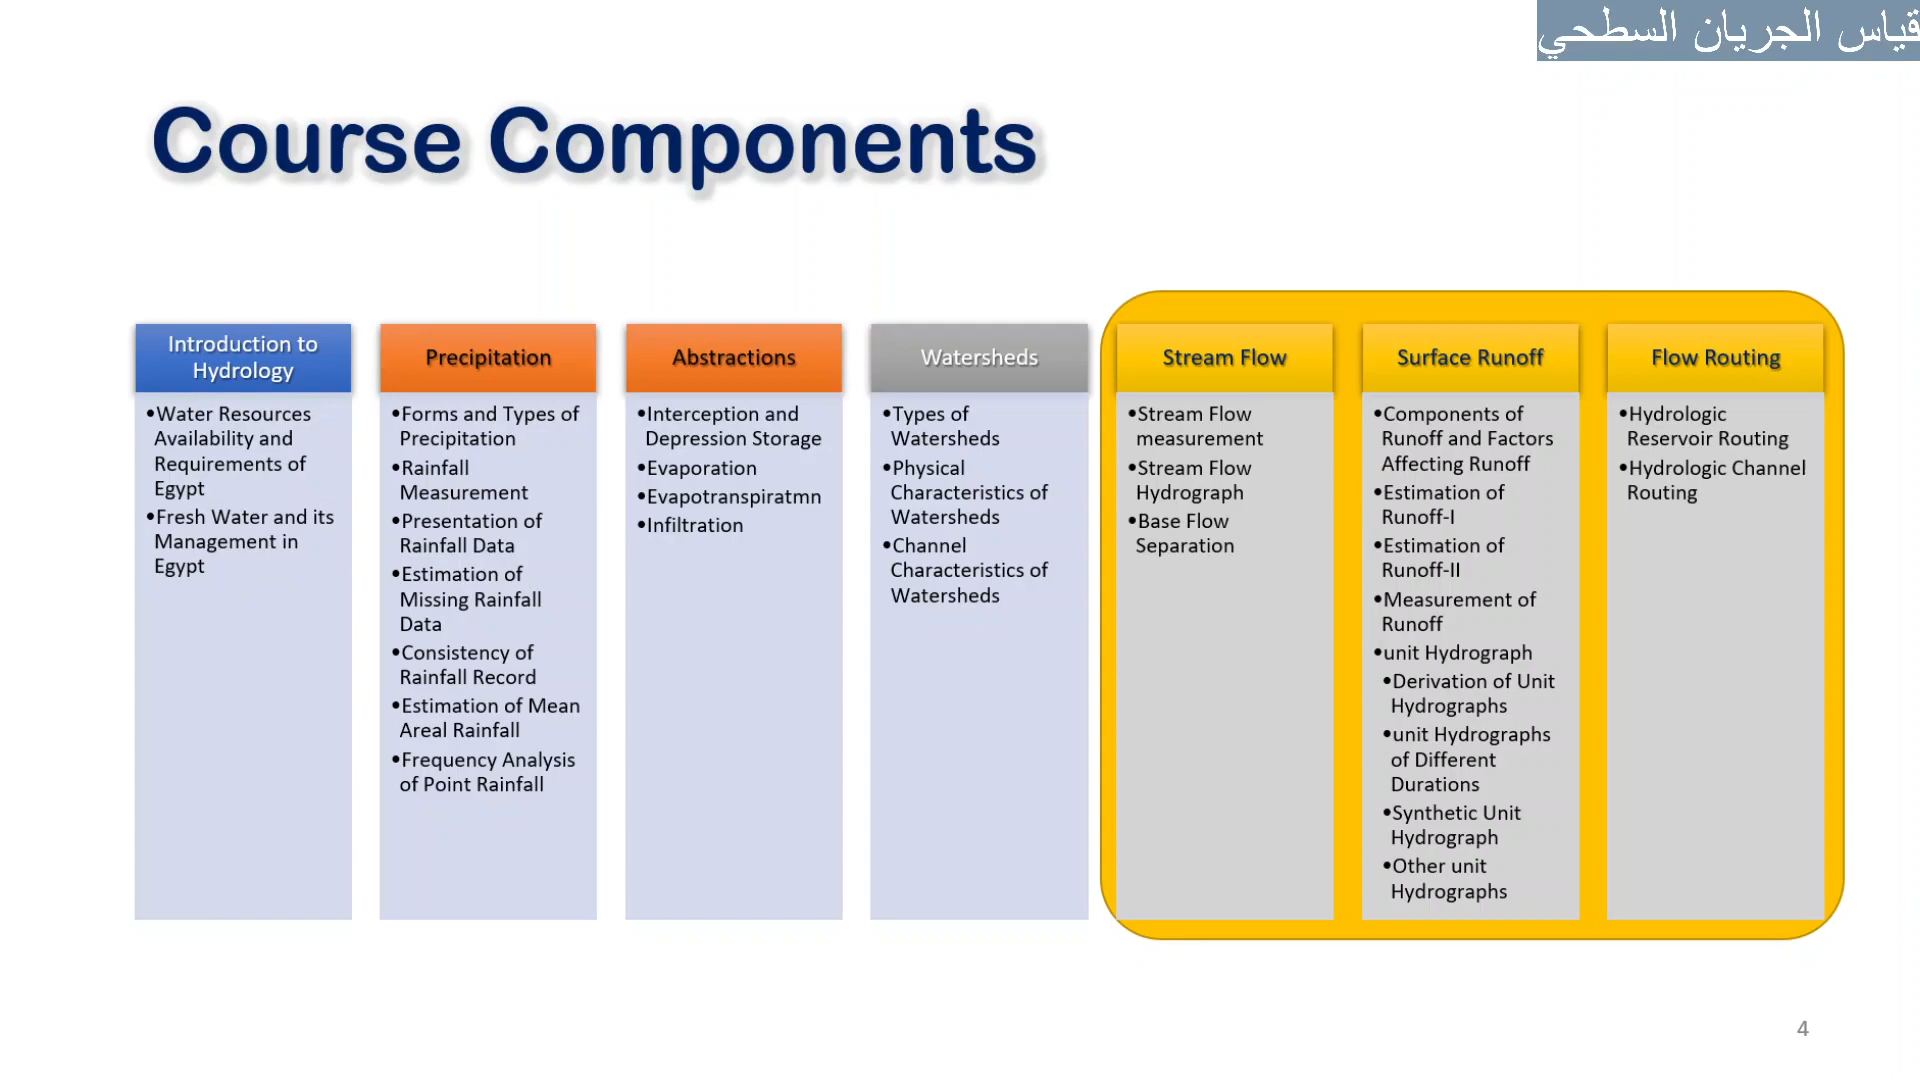 قياس الجريان السطحي
Course Components
Introduction to
Hydrology
•Water Resources
Availability and
Requirements of
Egypt
•Fresh Water and its
Management in
Egypt
Precipitation
•Forms and Types of
Precipitation
•Rainfall
Measurement
•Presentation of
Rainfall Data
•Estimation of
Missing Rainfall
Data
•Consistency of
Rainfall Record
•Estimation of Mean
Areal Rainfall
•Frequency Analysis
of Point Rainfall
Abstractions
•Interception and
Depression Storage
•Evaporation
•Evapotranspiratmn
•Infiltration
Watersheds
•Types of
Watersheds
•Physical
Characteristics of
Watersheds
•Channel
Characteristics of
Watersheds
Stream Flow
•Stream Flow
measurement
•Stream Flow
Hydrograph
•Base Flow
Separation
Surface Runoff
•Components of
Runoff and Factors
Affecting Runoff
•Estimation of
Runoff-I
•Estimation of
Runoff-II
•Measurement of
Runoff
•unit Hydrograph
•Derivation of Unit
Hydrographs
•unit Hydrographs
of Different
Durations
•Synthetic Unit
Hydrograph
•Other unit
Hydrographs
Flow Routing
•Hydrologic
Reservoir Routing
•Hydrologic Channel
Routing
4